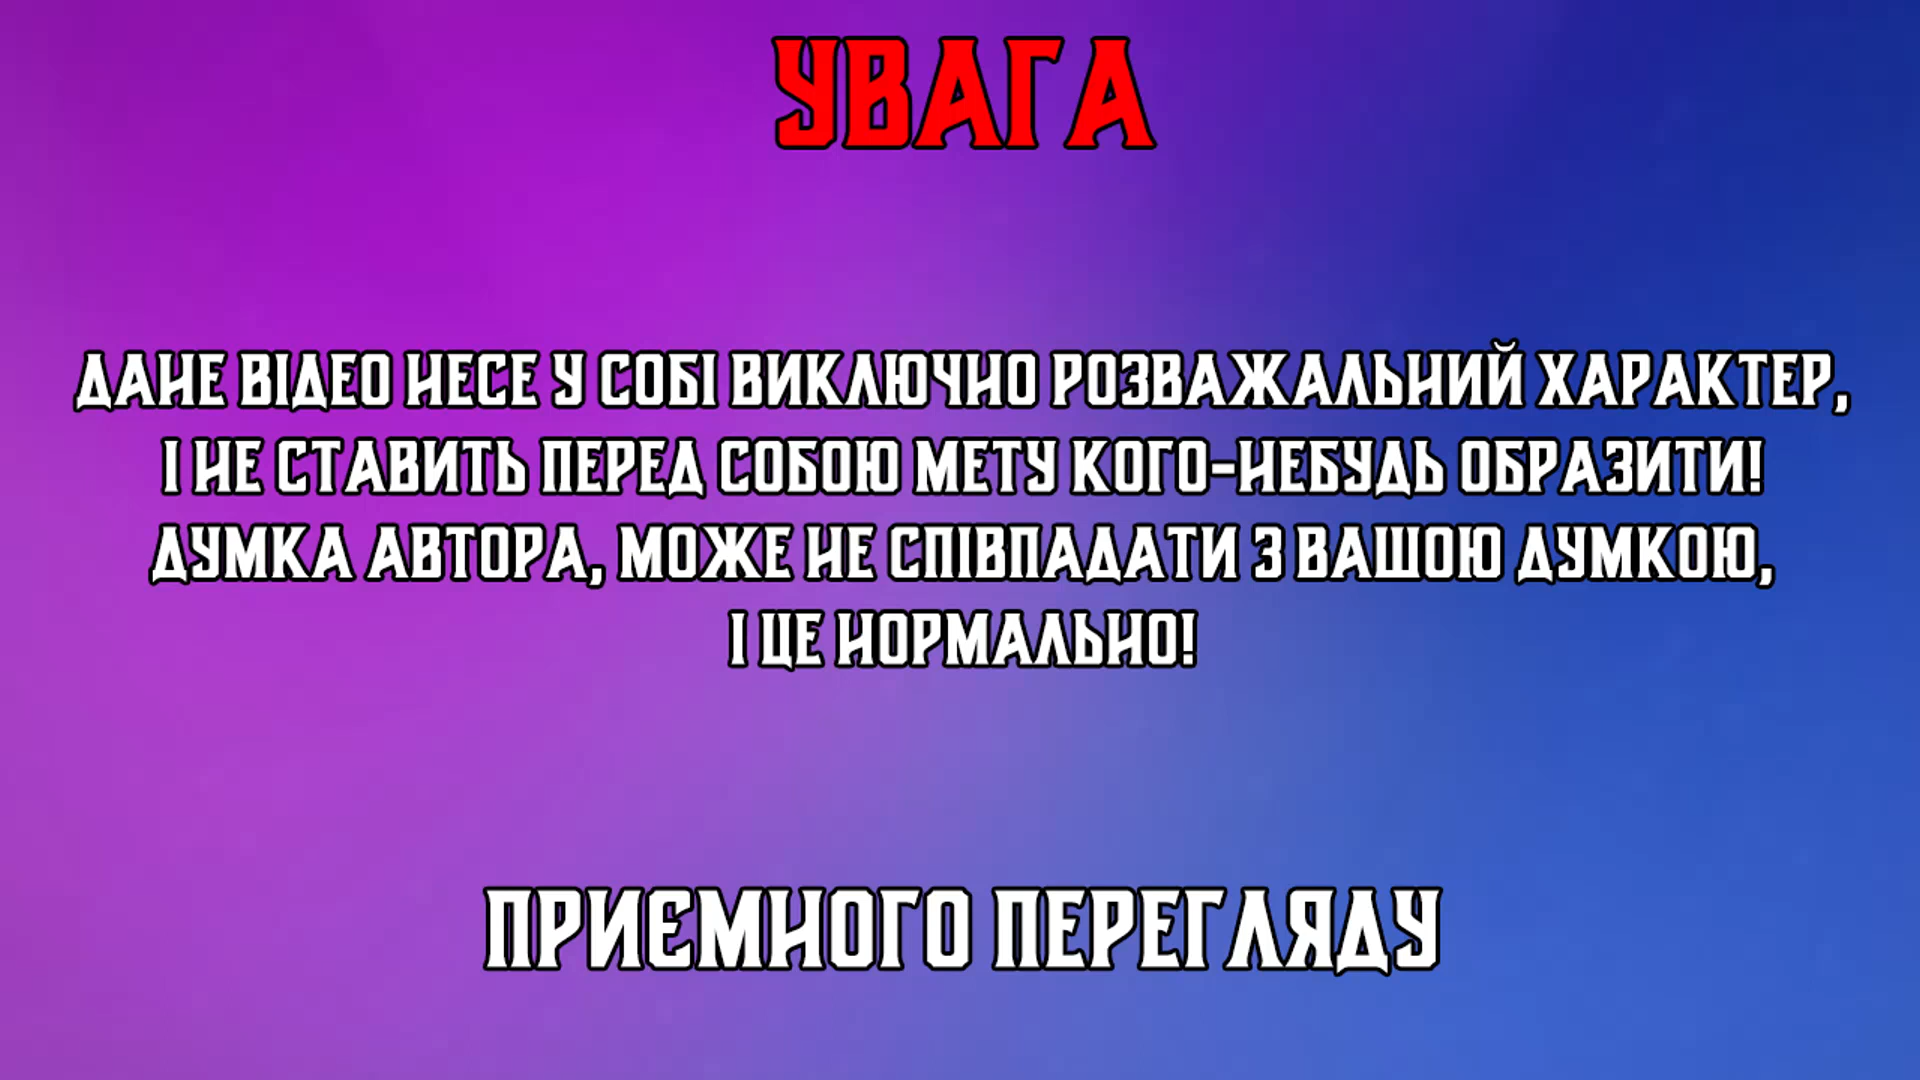 УВАГА
ДАНЕ ВІДЕО НЕСЕ У СОБІ ВИКЛЮЧНО РОЗВАЖАЛЬНИЙ ХАРАКТЕР,
І НЕ СТАВИТЬ ПЕРЕД СОБОЮ МЕТУ КОГО-НЕБУДЬ ОБРАЗИТИ!
ДУМКА АВТОРА, МОЖЕ НЕ СПІВПАДАТИ З ВАШОЮ ДУМКОЮ,
І ЦЕ НОРМАЛЬНО!
ПРИЄМНОГО ПЕРЕГЛЯДУ